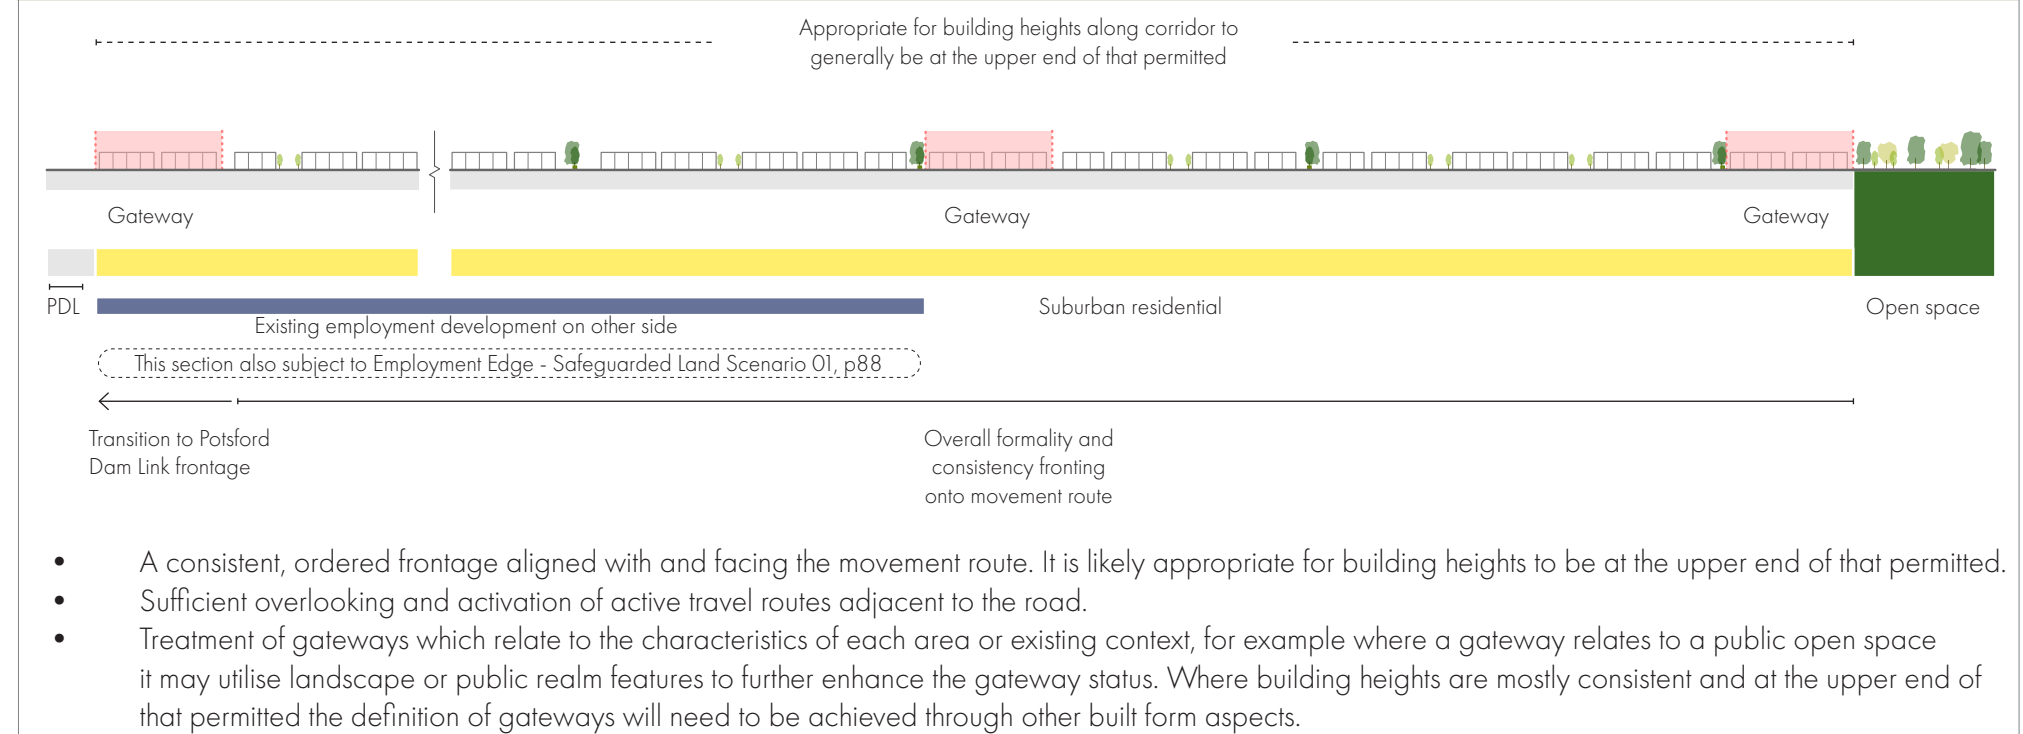 Appropriate for building heights along corridor to
generally be at the upper end of that permitted
Gateway
Gateway
Gateway
PDL
Suburban residential
Open space
Existing employment development on other side
This section also subject to Employment Edge - Safeguarded Land Scenario 01, p88
Transition to Potsford
Dam Link frontage
Overall formality and
consistency fronting
onto movement route
• A consistent, ordered frontage aligned with and facing the movement route. It is likely appropriate for building heights to be at the upper end of that permitted.
• Sufficient overlooking and activation of active travel routes adjacent to the road.
• Treatment of gateways which relate to the characteristics of each area or existing context, for example where a gateway relates to a public open space
it may utilise landscape or public realm features to further enhance the gateway status. Where building heights are mostly consistent and at the upper end of
that permitted the definition of gateways will need to be achieved through other built form aspects.